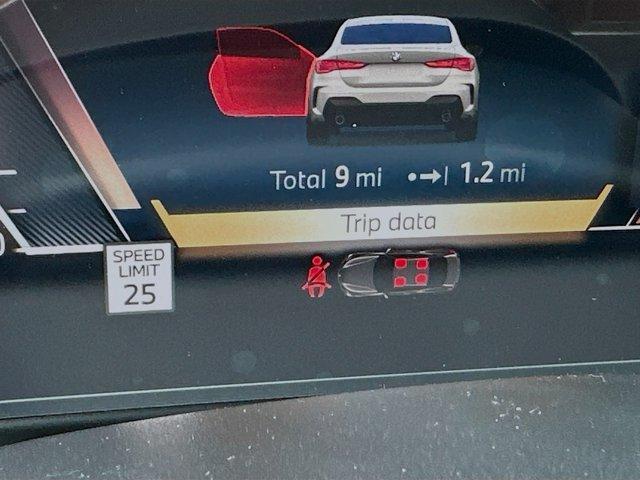 Total 9 mi 1.2 mi
Trip data
SPEED
LIMIT
25